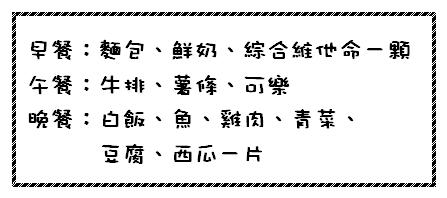 早餐：麵包、鮮奶、綜合維他命一顆
午餐：牛排、薯條、可樂
晚餐：白飯、魚、雞肉、青菜、
豆腐、西瓜一片